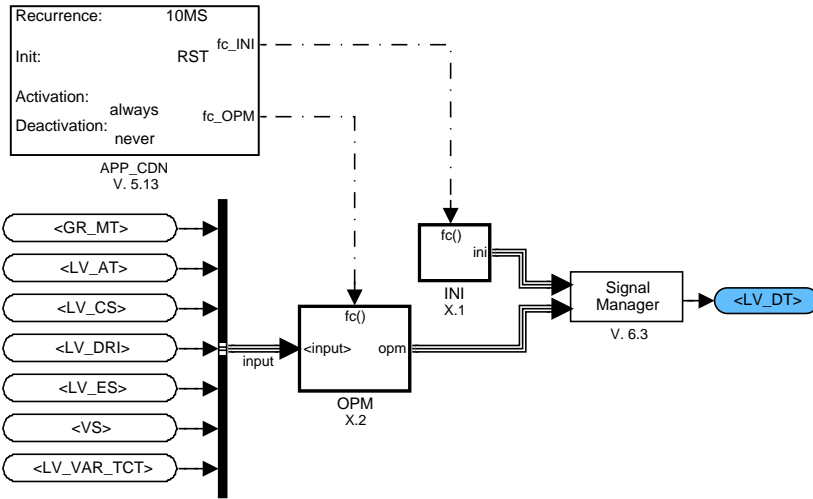 Recurrence: 10MS
fc_INI
Init: RST
Activation:
always
fc_OPM
Deactivation:
never
APP_CDN
V. 5.13
<GR_MT>
<LV_AT>
<LV_CS>
<LV_DRI>
<LV_ES>
<VS>
<LV_VAR_TCT>
input
fc()
<input>
opm
OPM
X.2
fc()
ini
INI
X.1
Signal
Manager
V. 6.3
<LV_DT>